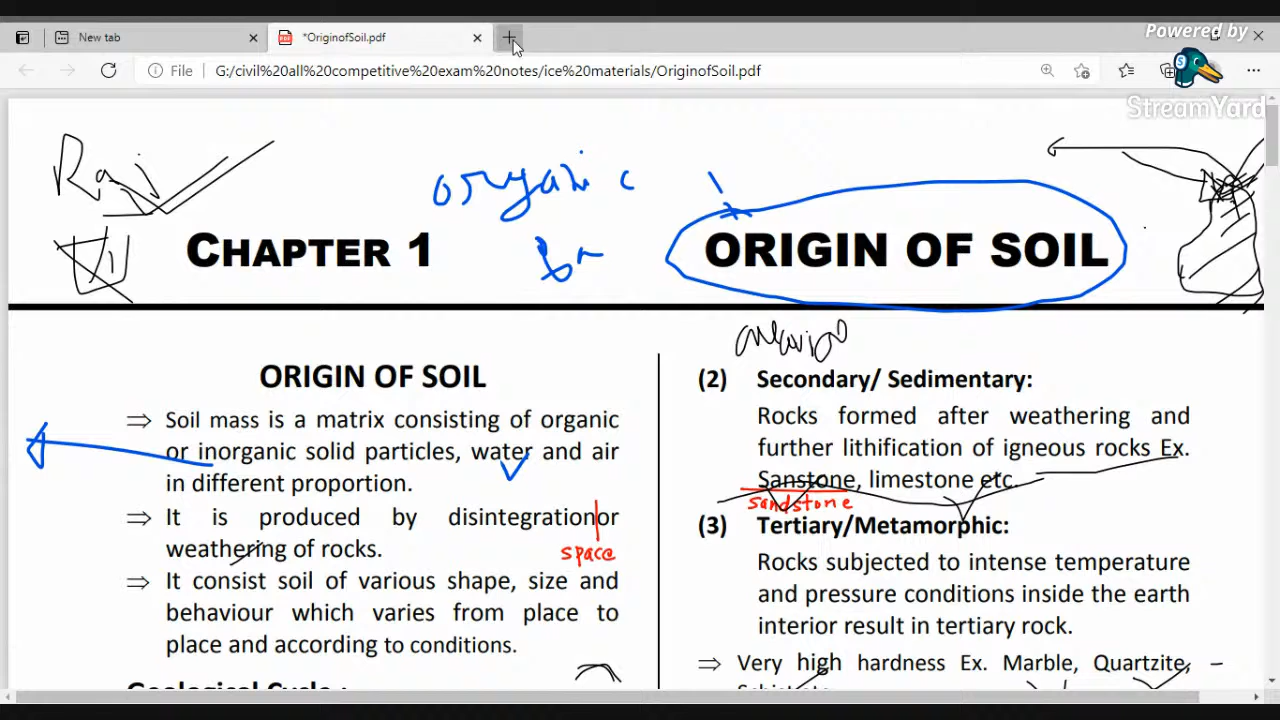 New tab
*OriginofSoil.pdf
Powered by
File G:/civil%20all%20competitive%20exam%20notes/ice%20materials/OriginofSoil.pdf
StreamYard
organic
CHAPTER 1
ORIGIN OF SOIL
ORIGIN OF SOIL
⇒ Soil mass is a matrix consisting of organic
or inorganic solid particles, water and air
in different proportion.
⇒ It is produced by disintegrationor
space
weathering of rocks.
⇒ It consist soil of various shape, size and
behaviour which varies from place to
place and according to conditions.
Geological Cycle :
(2) Secondary/ Sedimentary:
Rocks formed after weathering and
further lithification of igneous rocks Ex.
Sanstone, limestone etc.
sandstone
(3) Tertiary/Metamorphic:
Rocks subjected to intense temperature
and pressure conditions inside the earth
interior result in tertiary rock.
⇒ Very high hardness Ex. Marble, Quartzite,